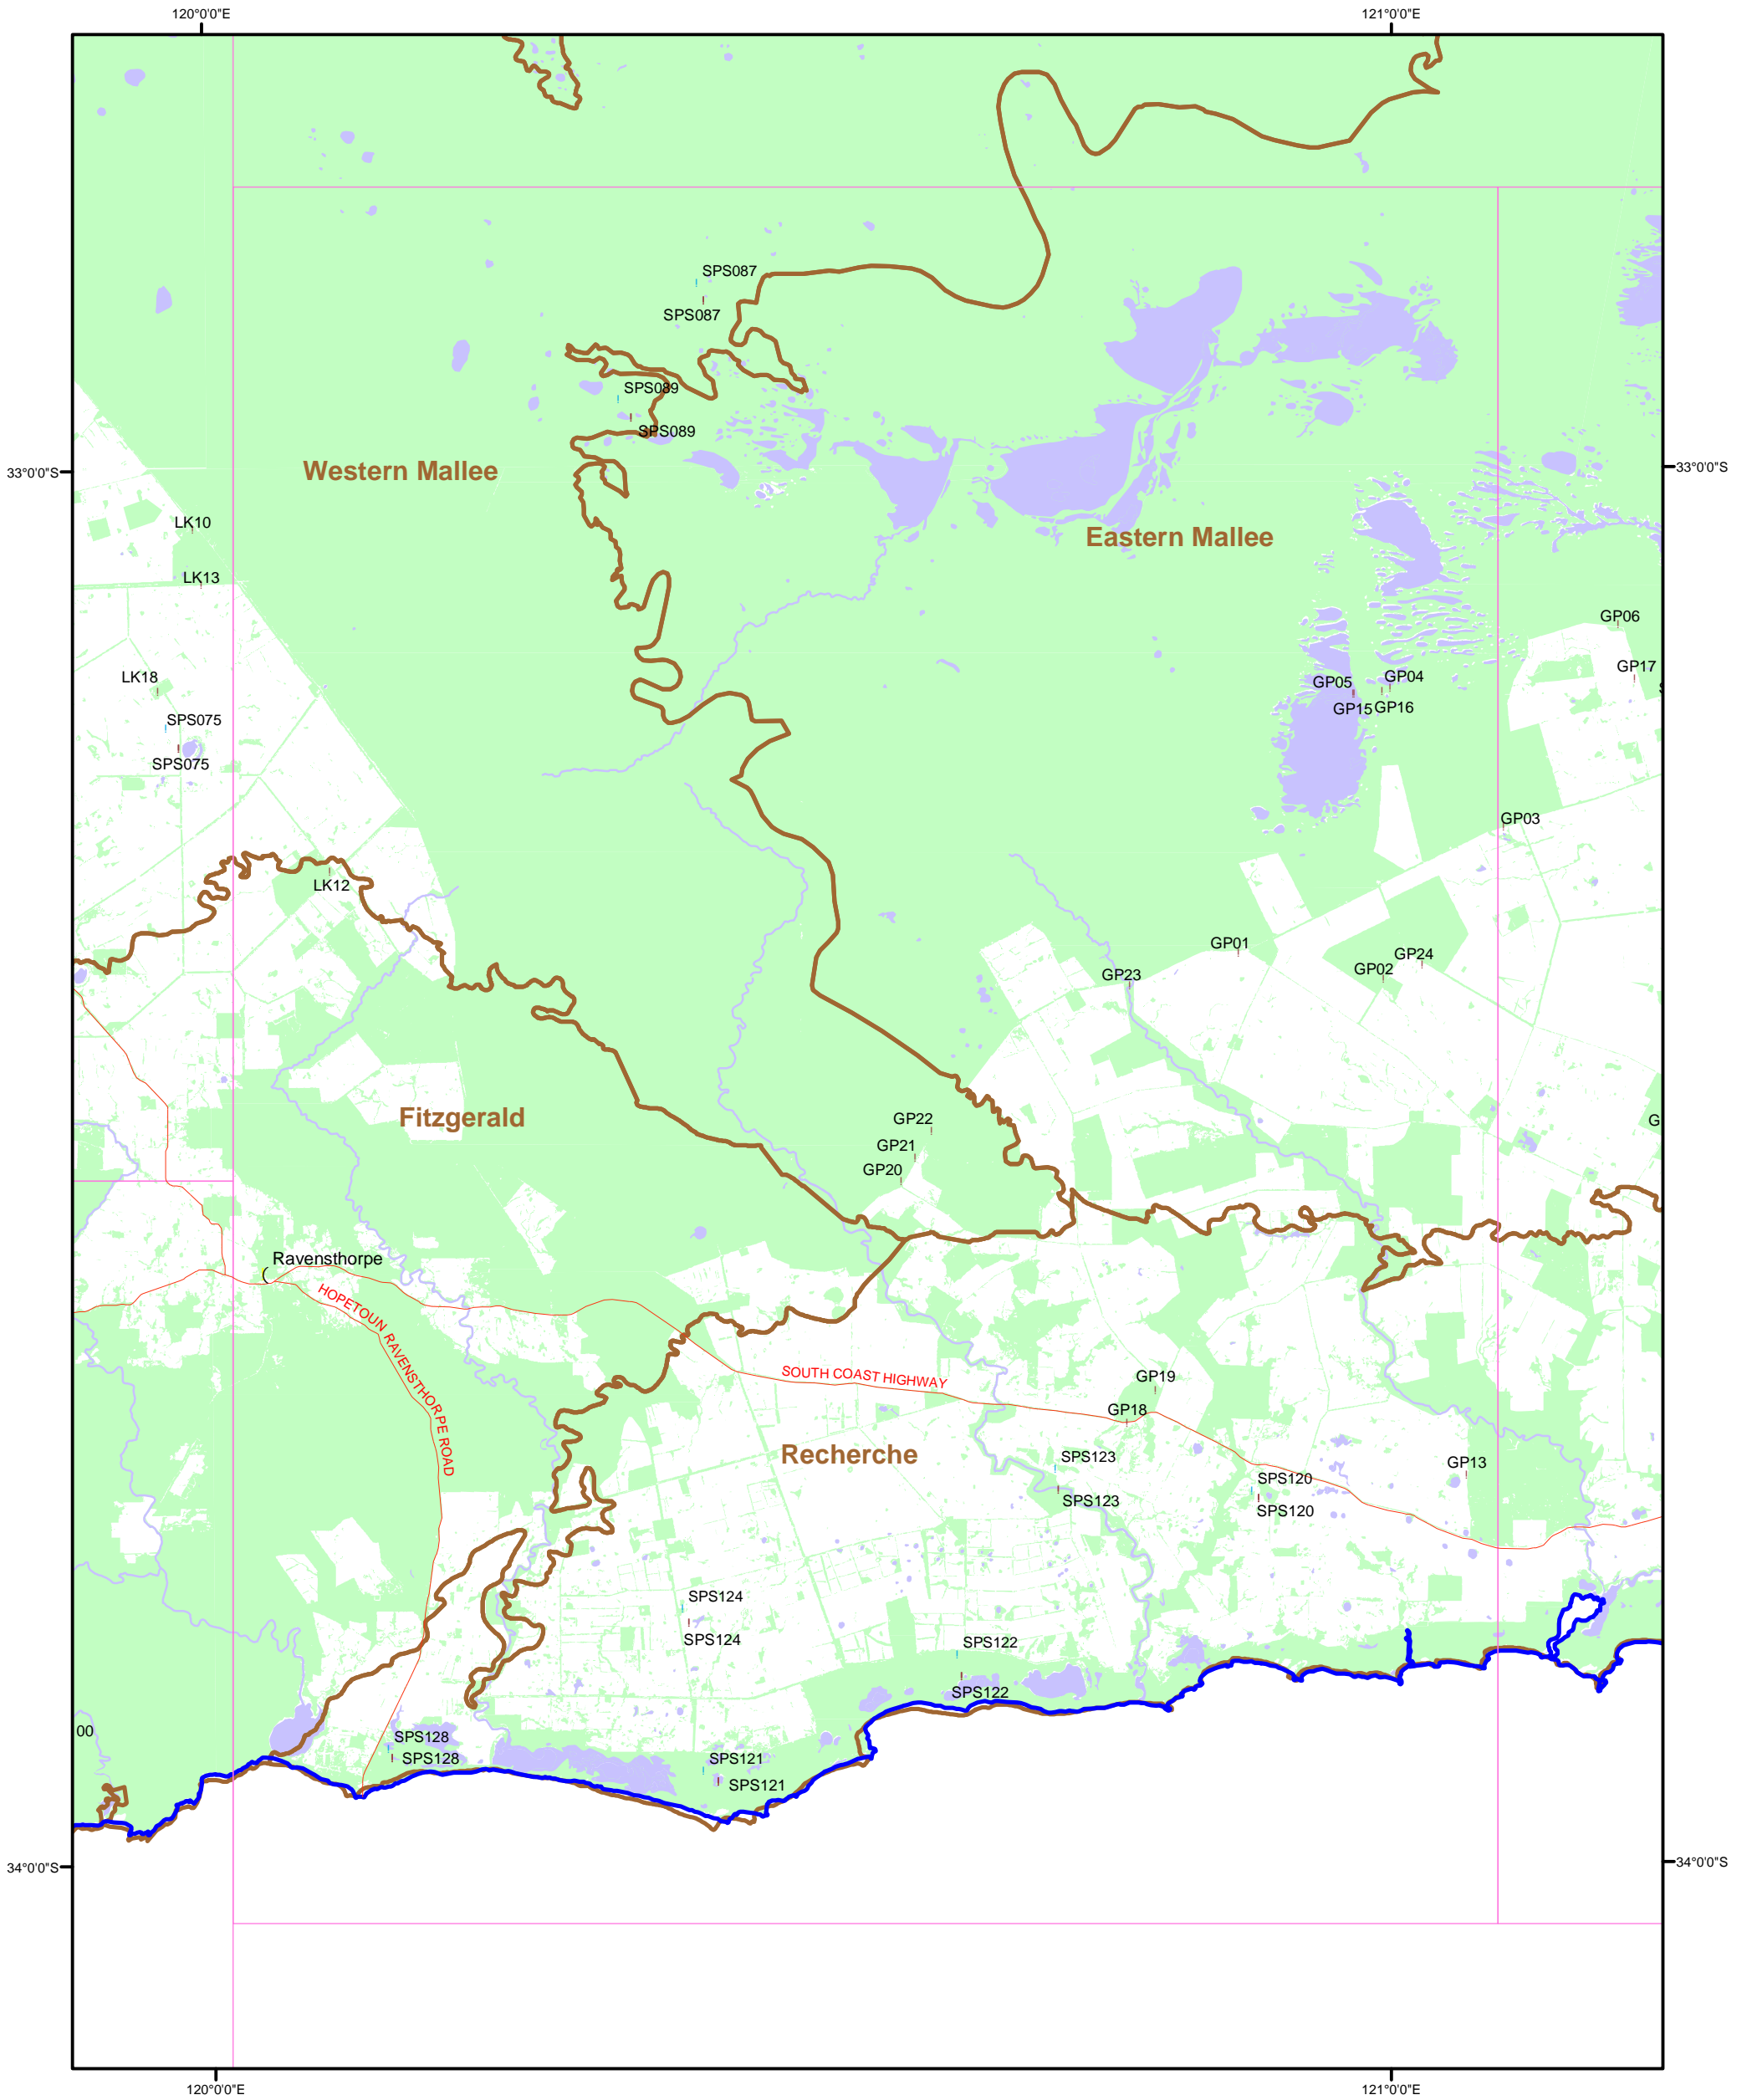 120°0'0"E
121°0'0"E
SPS087
SPS087
SPS089
SPS089
33°0'0"S
Western Mallee
33°0'0"S
LK10
Eastern Mallee
LK13
GP06
LK18
GP05
GP04
GP17
GP15
GP16
SPS075
SPS075
GP03
LK12
GP01
GP24
GP23
GP02
Fitzgerald
GP22
G
GP21
GP20
Ravensthorpe
HOPETOUN RAVENSTHORPE ROAD
SOUTH COAST HIGHWAY
GP19
GP18
Recherche
SPS123
GP13
SPS120
SPS123
SPS120
SPS124
SPS124
SPS122
SPS122
00
SPS128
SPS128
SPS121
SPS121
34°0'0"S
34°0'0"S
120°0'0"E
121°0'0"E